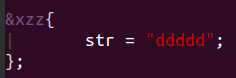 &xzz{
|	str = "ddddd";
};